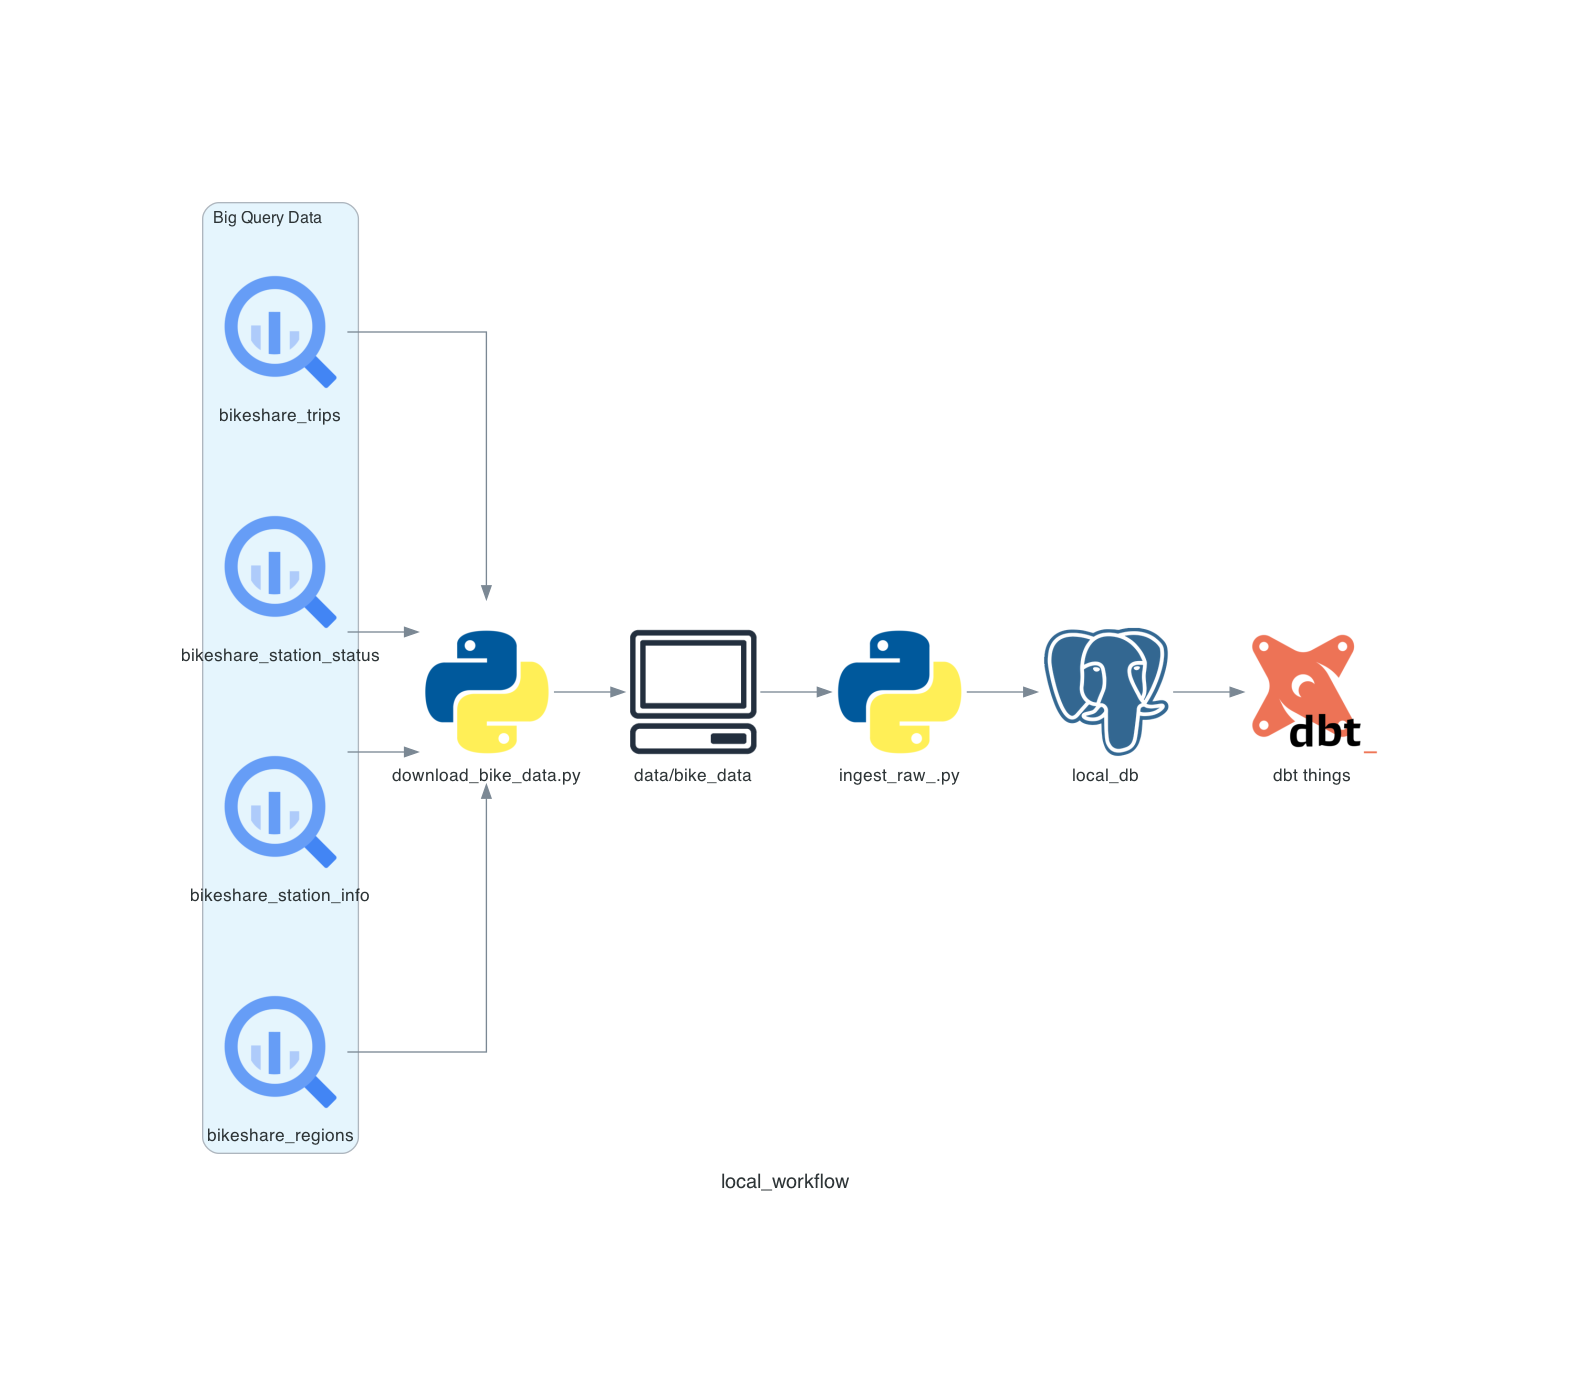 Big Query Data
bikeshare_trips
bikeshare_station_status
bikeshare_station_info
bikeshare_regions
download_bike_data.py
data/bike_data
ingest_raw_.py
local_db
dbt_
dbt things
local_workflow